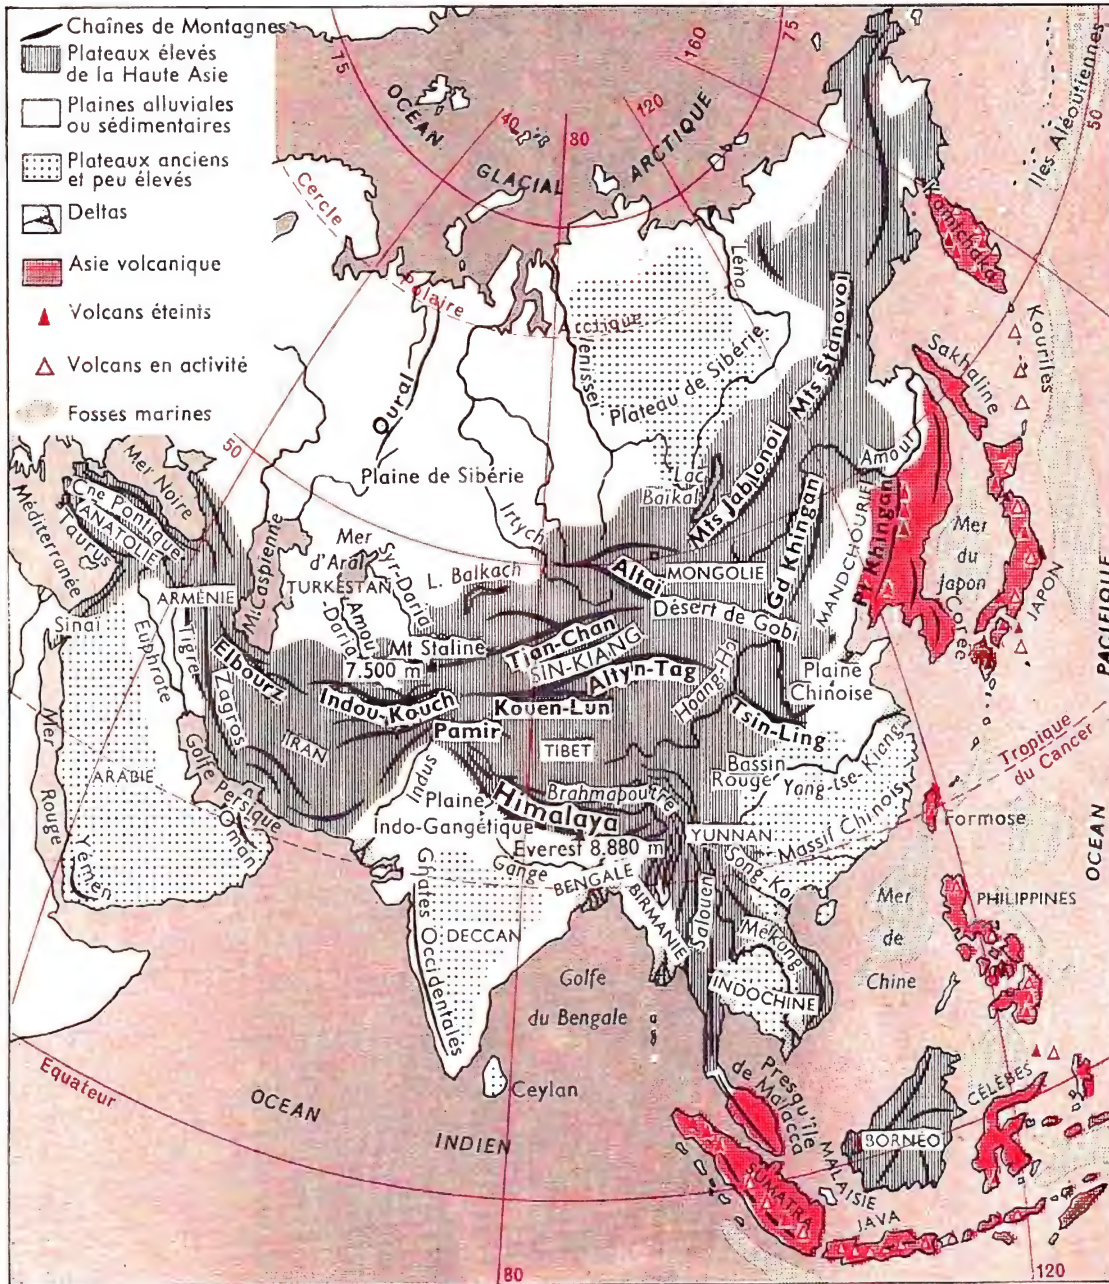 Chaînes de Montagnes
Plateaux élevés
de la Haute Asie
Plaines alluviales
ou sédimentaires
Plateaux anciens
et peu élevés
Deltas
Asie volcanique
Volcans éteints
Volcans en activité
Fosses marines
75
40
80
120
160
75
50
OCEAN
GLACIAL
ARCTIQUE
Cercle
Polaire
Arctique
Iles Aléoutiennes
Kamtchaka
Kouriles
Sakhaline
Léna
Iénisseï
Plateau de Sibérie
Mts Stanovoï
Mts Jablonoï
Oural
50
Plaine de Sibérie
Irtych
Lac
Baïkal
Amour
Gd Khingan
Pt Khingan
MANDCHOURIE
Mer
du
Japon
JAPON
Corée
Mer Noire
Cne Pontique
ANATOLIE
Taurus
Méditerranée
ARMÉNIE
M.Caspienne
Mer
d'Aral
TURKESTAN
Syr-Daria
Amou
-Daria
L. Balkach
Altaï
MONGOLIE
Désert de Gobi
Mt Staline
7.500 m
Tian-Chan
SIN-KIANG
Altyn-Tag
Hoang-Ho
Plaine
Chinoise
Sinaï
Euphrate
Tigre
Elbourz
Zagros
Indou-Kouch
Kouen-Lun
Pamir
TIBET
Tsin-Ling
IRAN
Bassin
Rouge
Yang-tse-Kieng
Mer
Rouge
ARABIE
Golfe
Persique
Oman
Yémen
Indus
Plaine
Indo-Gangétique
Himalaya
Brahmapoutre
Everest 8.880 m
YUNNAN
Massif Chinois
Tropique
du Cancer
Formose
OCEAN
PACIFIQUE
Gange
BENGALE
BIRMANIE
Salouen
Song-Koï
Mékong
INDOCHINE
Ghates Occidentales
DECCAN
Golfe
du Bengale
Mer
de
Chine
PHILIPPINES
Ceylan
Equateur
OCEAN
INDIEN
Presqu'île
de Malacca
MALAISIE
BORNÉO
CÉLÈBES
SUMATRA
JAVA
80
120